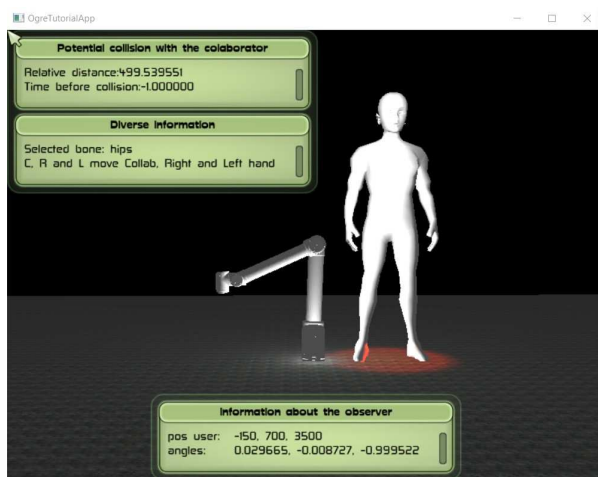 OgreTutorialApp
Potential collision with the colaborator
Relative distance:499.539551
Time before collision:-1.000000
Diverse information
Selected bone: hips
C, R and L move Collab, Right and Left hand
Information about the observer
pos user: -150, 700, 3500
angles: 0.029665, -0.008727, -0.999522